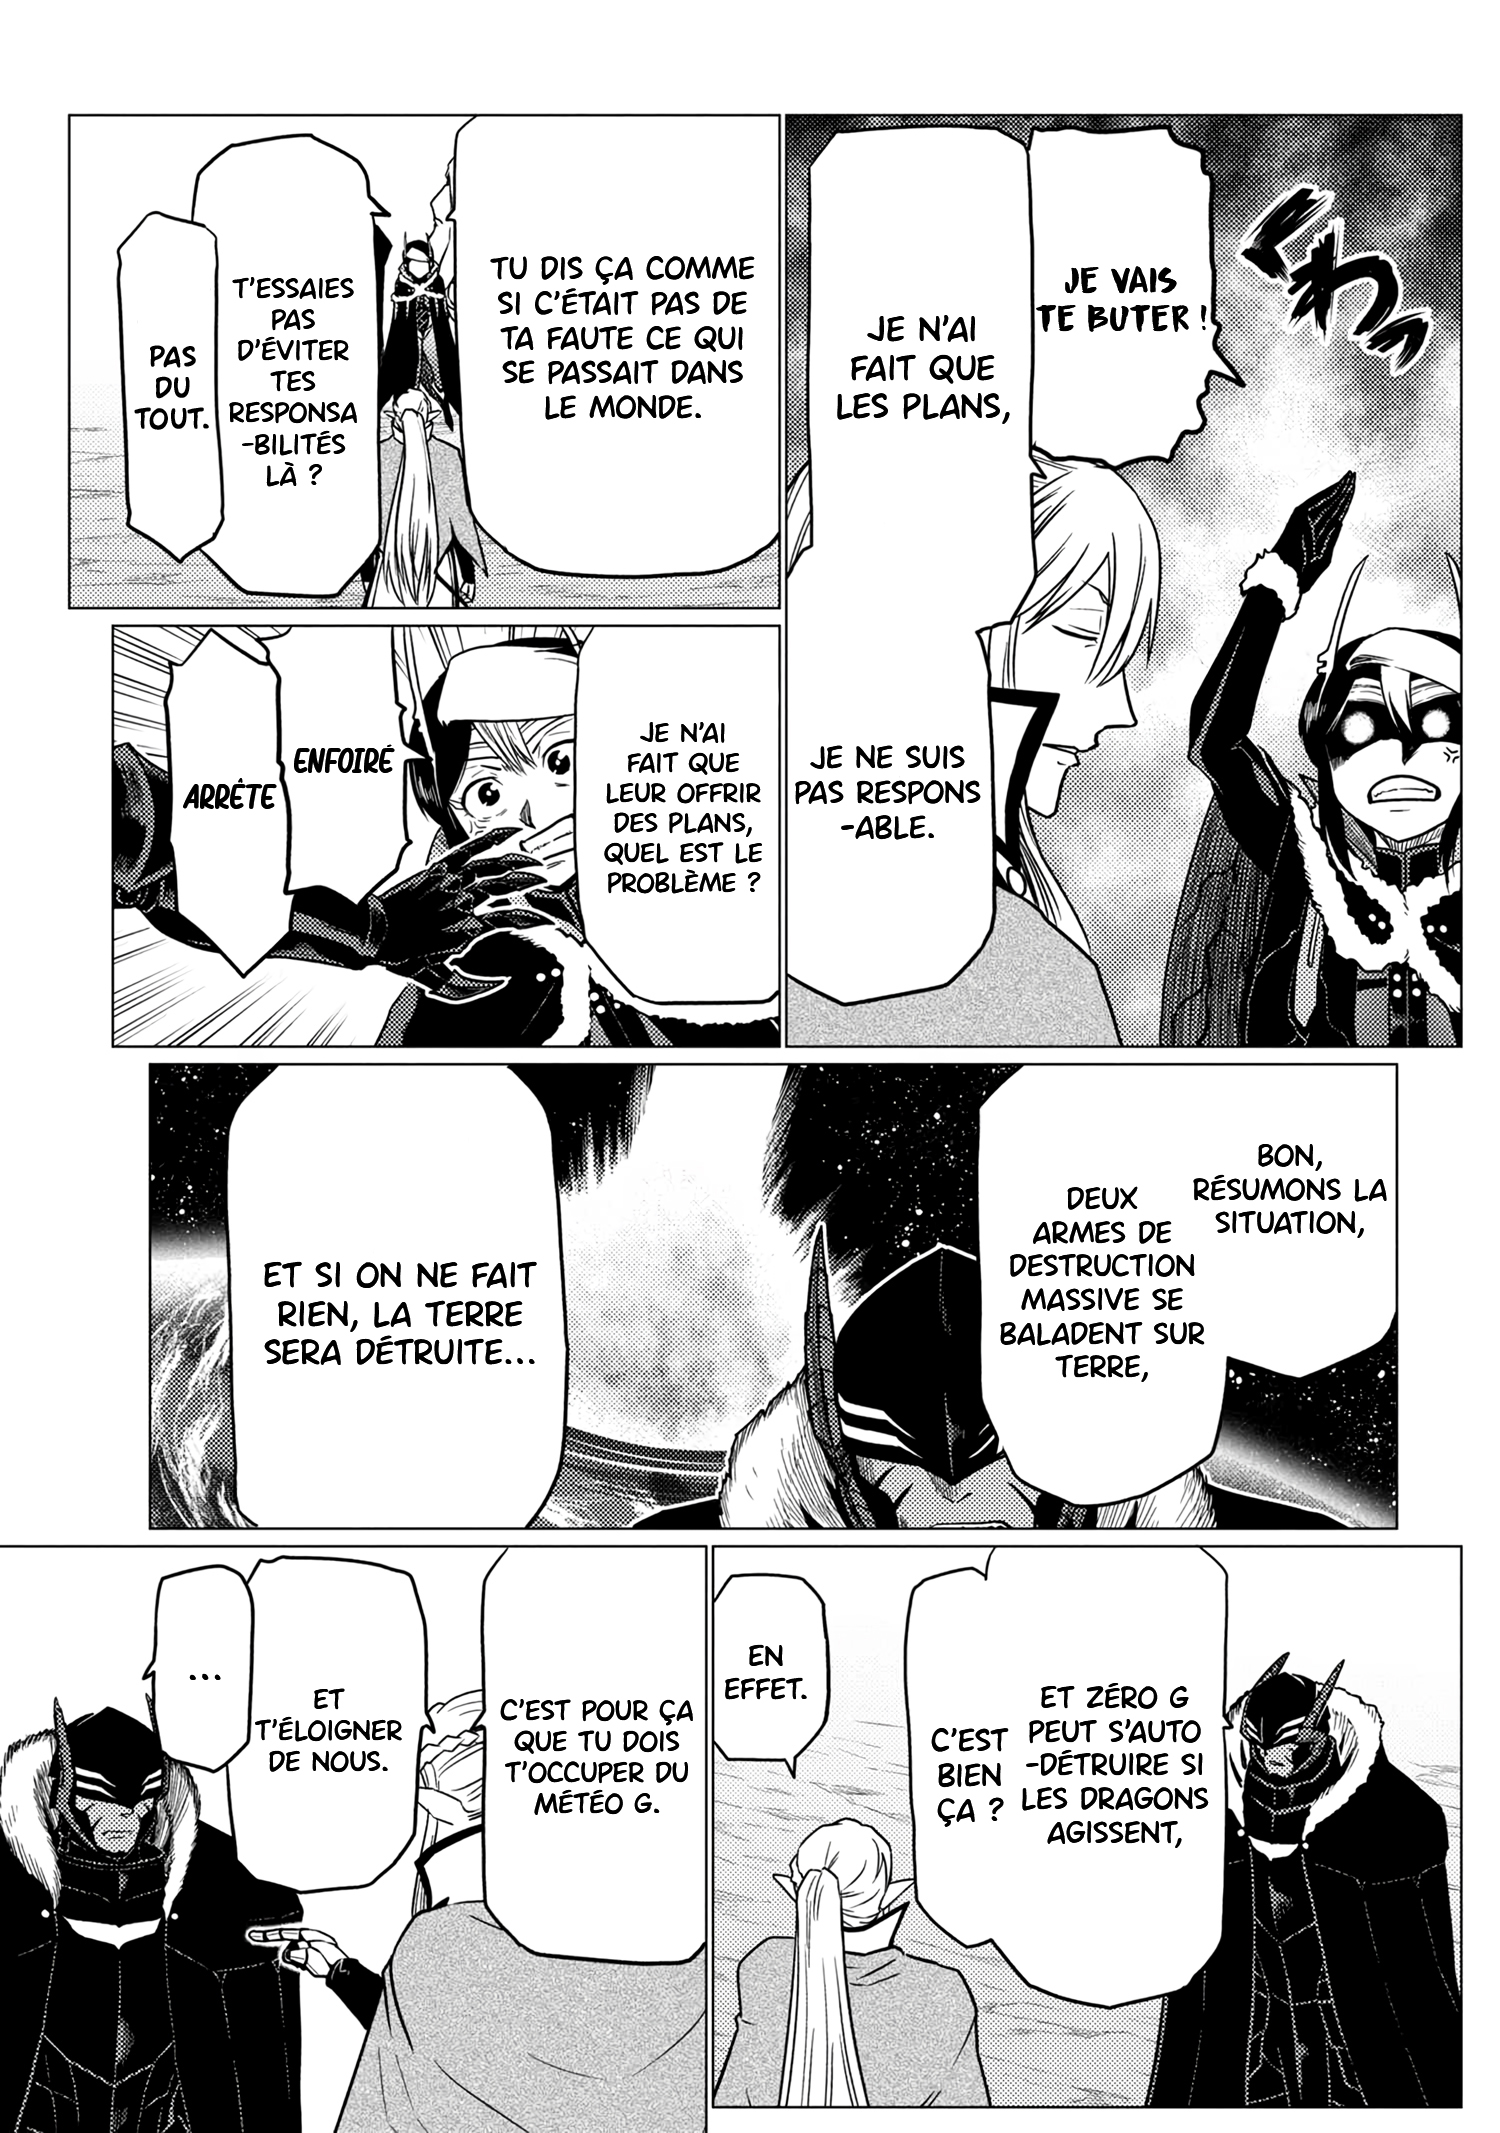 JE VAIS
TE BUTER !
くわっ
JE N'AI
FAIT QUE
LES PLANS,
JE NE SUIS
PAS RESPONS
-ABLE.
TU DIS ÇA COMME
SI C'ÉTAIT PAS DE
TA FAUTE CE QUI
SE PASSAIT DANS
LE MONDE.
T'ESSAIES
PAS
D'ÉVITER
TES
RESPONSA
-BILITÉS
LÀ ?
PAS
DU
TOUT.
JE N'AI
FAIT QUE
LEUR OFFRIR
DES PLANS,
QUEL EST LE
PROBLÈME ?
ENFOIRÉ
ARRÊTE
BON,
RÉSUMONS LA
SITUATION,
DEUX
ARMES DE
DESTRUCTION
MASSIVE SE
BALADENT SUR
TERRE,
ET SI ON NE FAIT
RIEN, LA TERRE
SERA DÉTRUITE...
ET ZÉRO G
PEUT S'AUTO
-DÉTRUIRE SI
LES DRAGONS
AGISSENT,
C'EST
BIEN
ÇA ?
EN
EFFET.
C'EST POUR ÇA
QUE TU DOIS
T'OCCUPER DU
MÉTÉO G.
ET
T'ÉLOIGNER
DE NOUS.
...